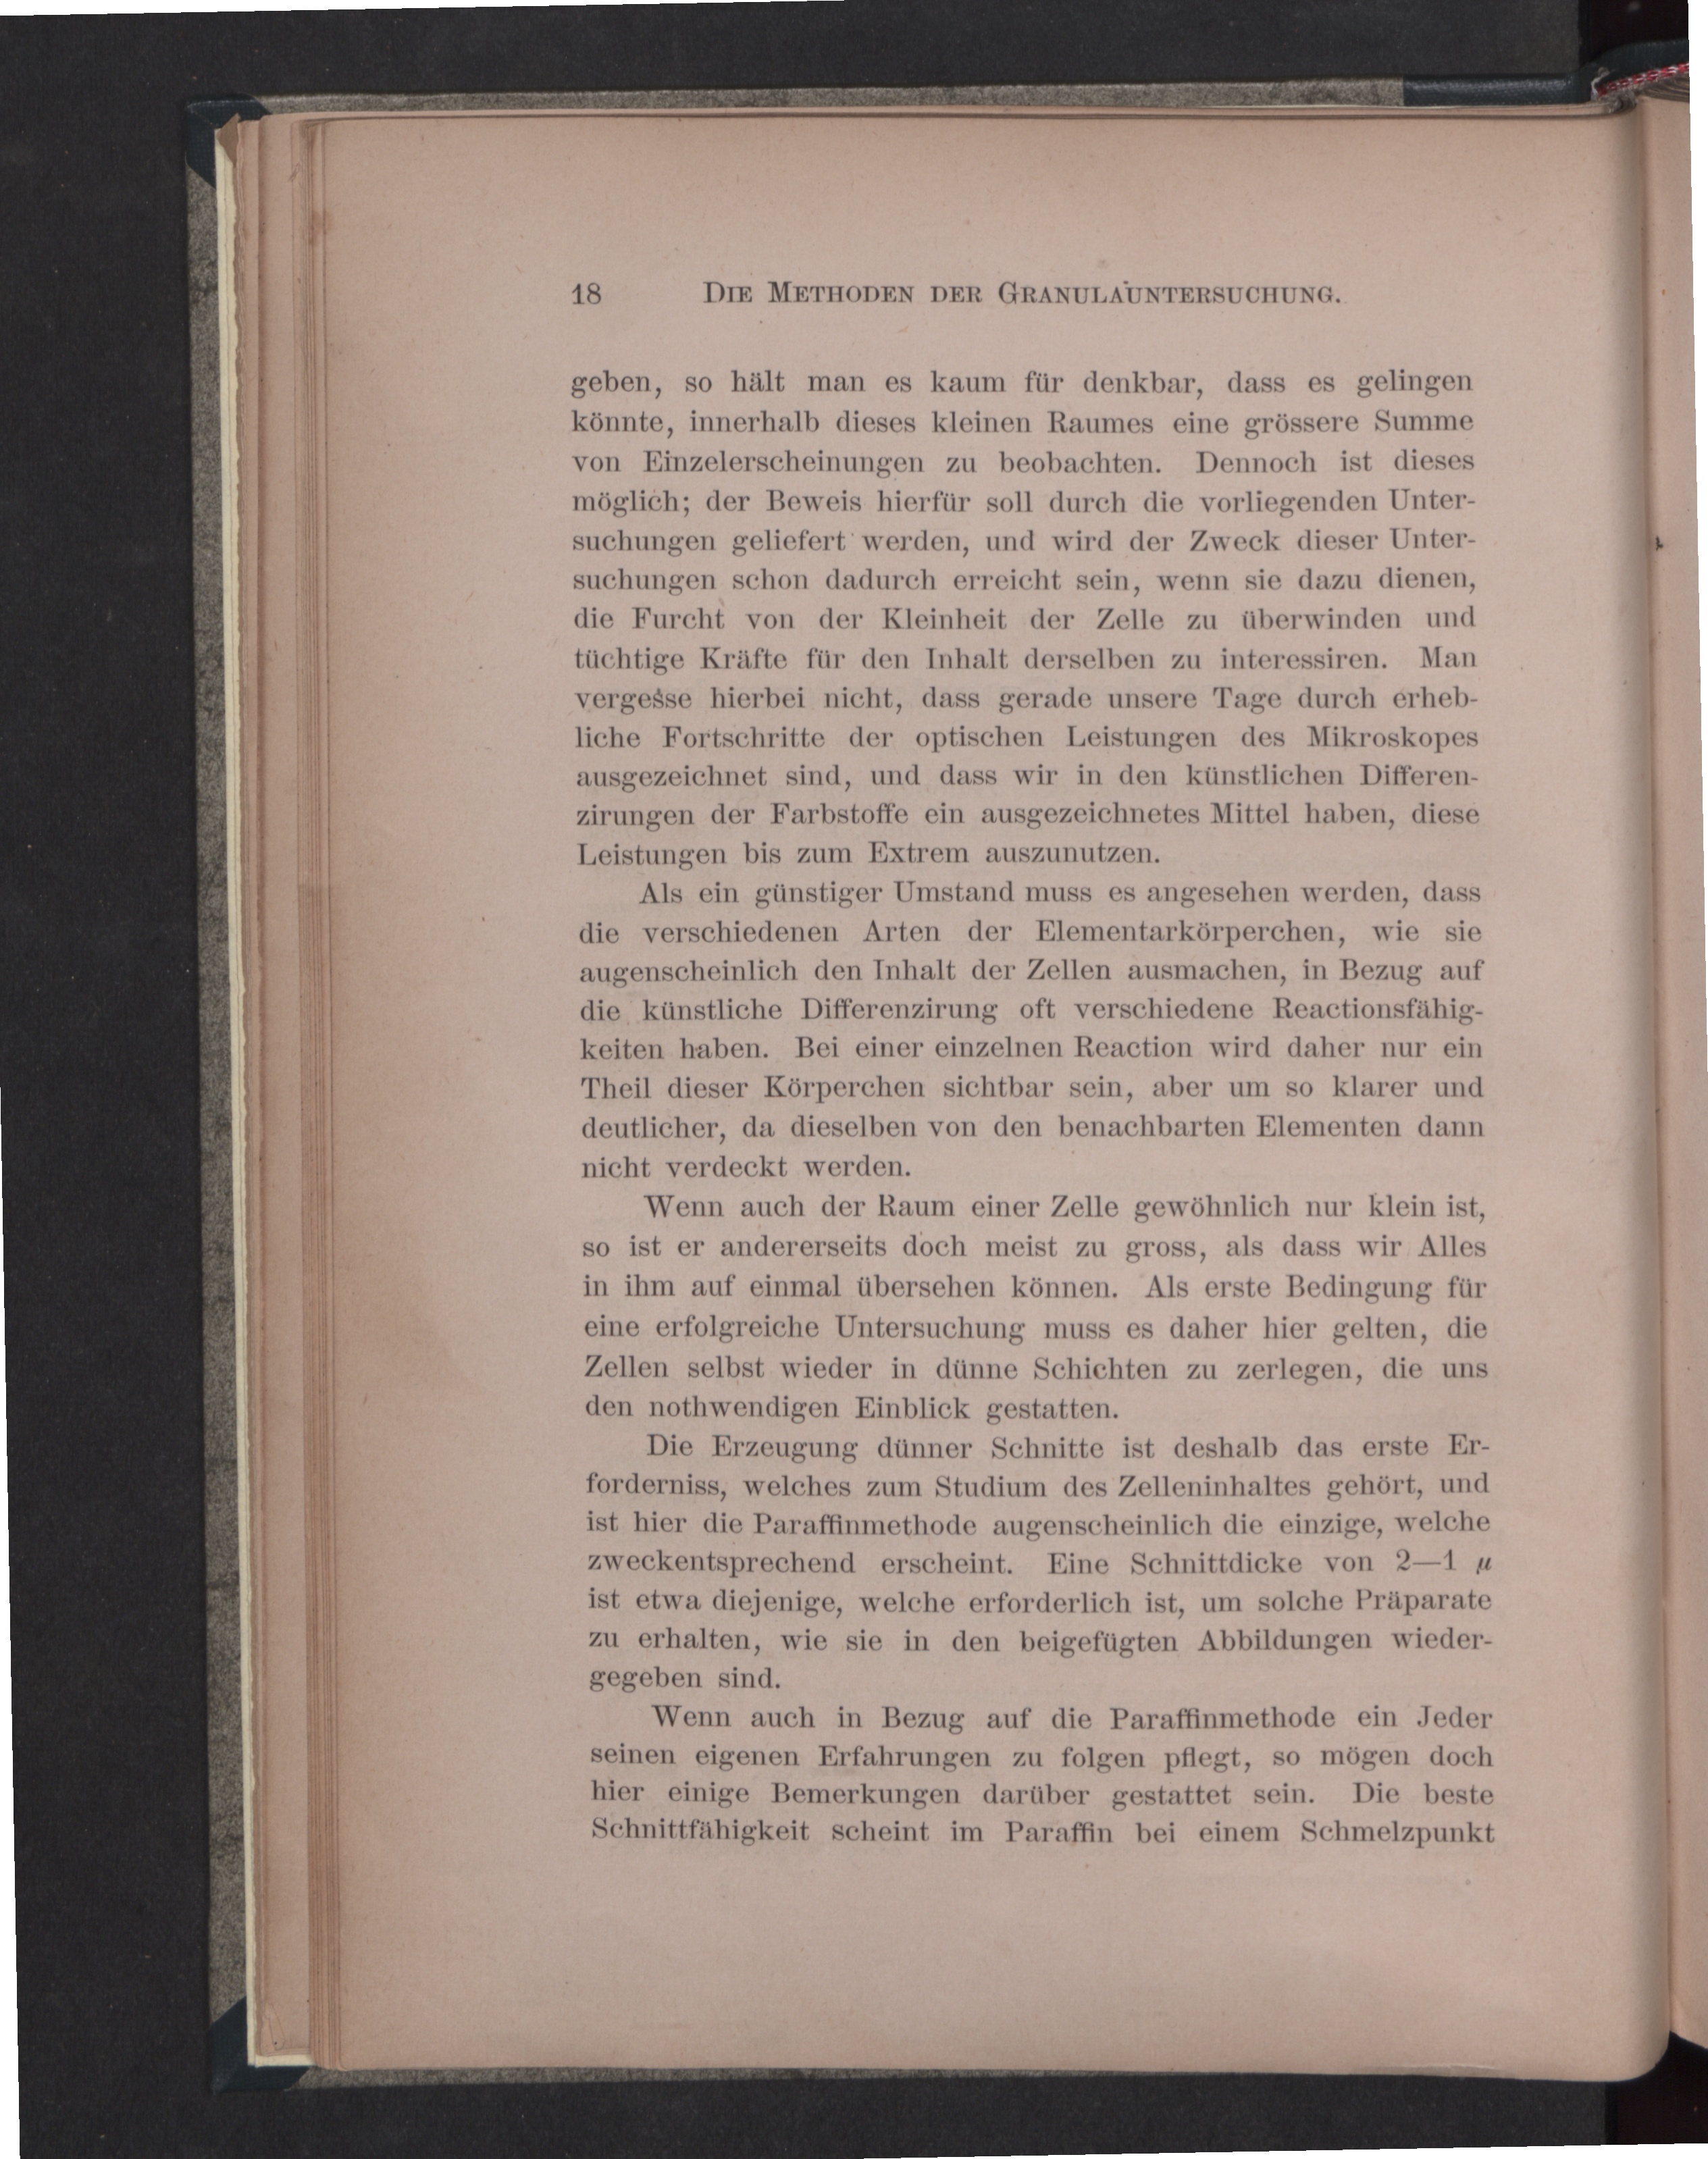 18 DIE METHODEN DER GRANULAUNTERSUCHUNG.
geben, so hält man es kaum für denkbar, dass es gelingen
könnte, innerhalb dieses kleinen Raumes eine grössere Summe
von Einzelerscheinungen zu beobachten. Dennoch ist dieses
möglich; der Beweis hierfür soll durch die vorliegenden Unter-
suchungen geliefert werden, und wird der Zweck dieser Unter-
suchungen schon dadurch erreicht sein, wenn sie dazu dienen,
die Furcht von der Kleinheit der Zelle zu überwinden und
tüchtige Kräfte für den Inhalt derselben zu interessiren. Man
vergesse hierbei nicht, dass gerade unsere Tage durch erheb-
liche Fortschritte der optischen Leistungen des Mikroskopes
ausgezeichnet sind, und dass wir in den künstlichen Differen-
zirungen der Farbstoffe ein ausgezeichnetes Mittel haben, diese
Leistungen bis zum Extrem auszunutzen.
Als ein günstiger Umstand muss es angesehen werden, dass
die verschiedenen Arten der Elementarkörperchen, wie sie
augenscheinlich den Inhalt der Zellen ausmachen, in Bezug auf
die künstliche Differenzirung oft verschiedene Reactionsfähig-
keiten haben. Bei einer einzelnen Reaction wird daher nur ein
Theil dieser Körperchen sichtbar sein, aber um so klarer und
deutlicher, da dieselben von den benachbarten Elementen dann
nicht verdeckt werden.
Wenn auch der Raum einer Zelle gewöhnlich nur klein ist,
so ist er andererseits doch meist zu gross, als dass wir Alles
in ihm auf einmal übersehen können. Als erste Bedingung für
eine erfolgreiche Untersuchung muss es daher hier gelten, die
Zellen selbst wieder in dünne Schichten zu zerlegen, die uns
den nothwendigen Einblick gestatten.
Die Erzeugung dünner Schnitte ist deshalb das erste Er-
forderniss, welches zum Studium des Zelleninhaltes gehört, und
ist hier die Paraffinmethode augenscheinlich die einzige, welche
zweckentsprechend erscheint. Eine Schnittdicke von 2—1 µ
ist etwa diejenige, welche erforderlich ist, um solche Präparate
zu erhalten, wie sie in den beigefügten Abbildungen wieder-
gegeben sind.
Wenn auch in Bezug auf die Paraffinmethode ein Jeder
seinen eigenen Erfahrungen zu folgen pflegt, so mögen doch
hier einige Bemerkungen darüber gestattet sein. Die beste
Schnittfähigkeit scheint im Paraffin bei einem Schmelzpunkt